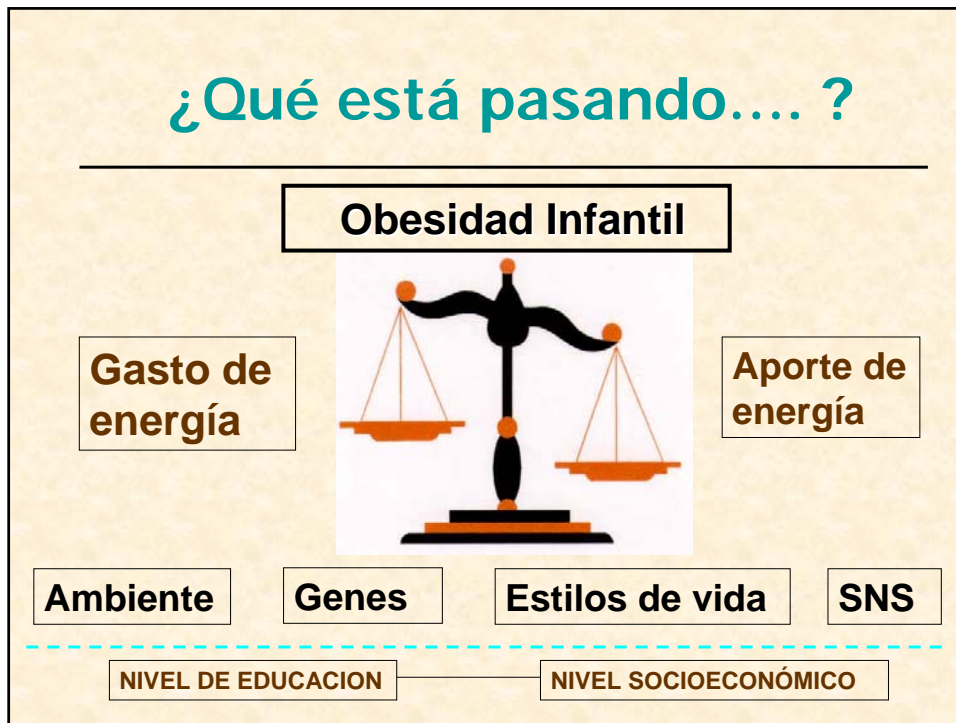 ¿Qué está pasando.... ?
Obesidad Infantil
Gasto de
energía
Aporte de
energía
Ambiente
Genes
Estilos de vida
SNS
NIVEL DE EDUCACION
NIVEL SOCIOECONÓMICO